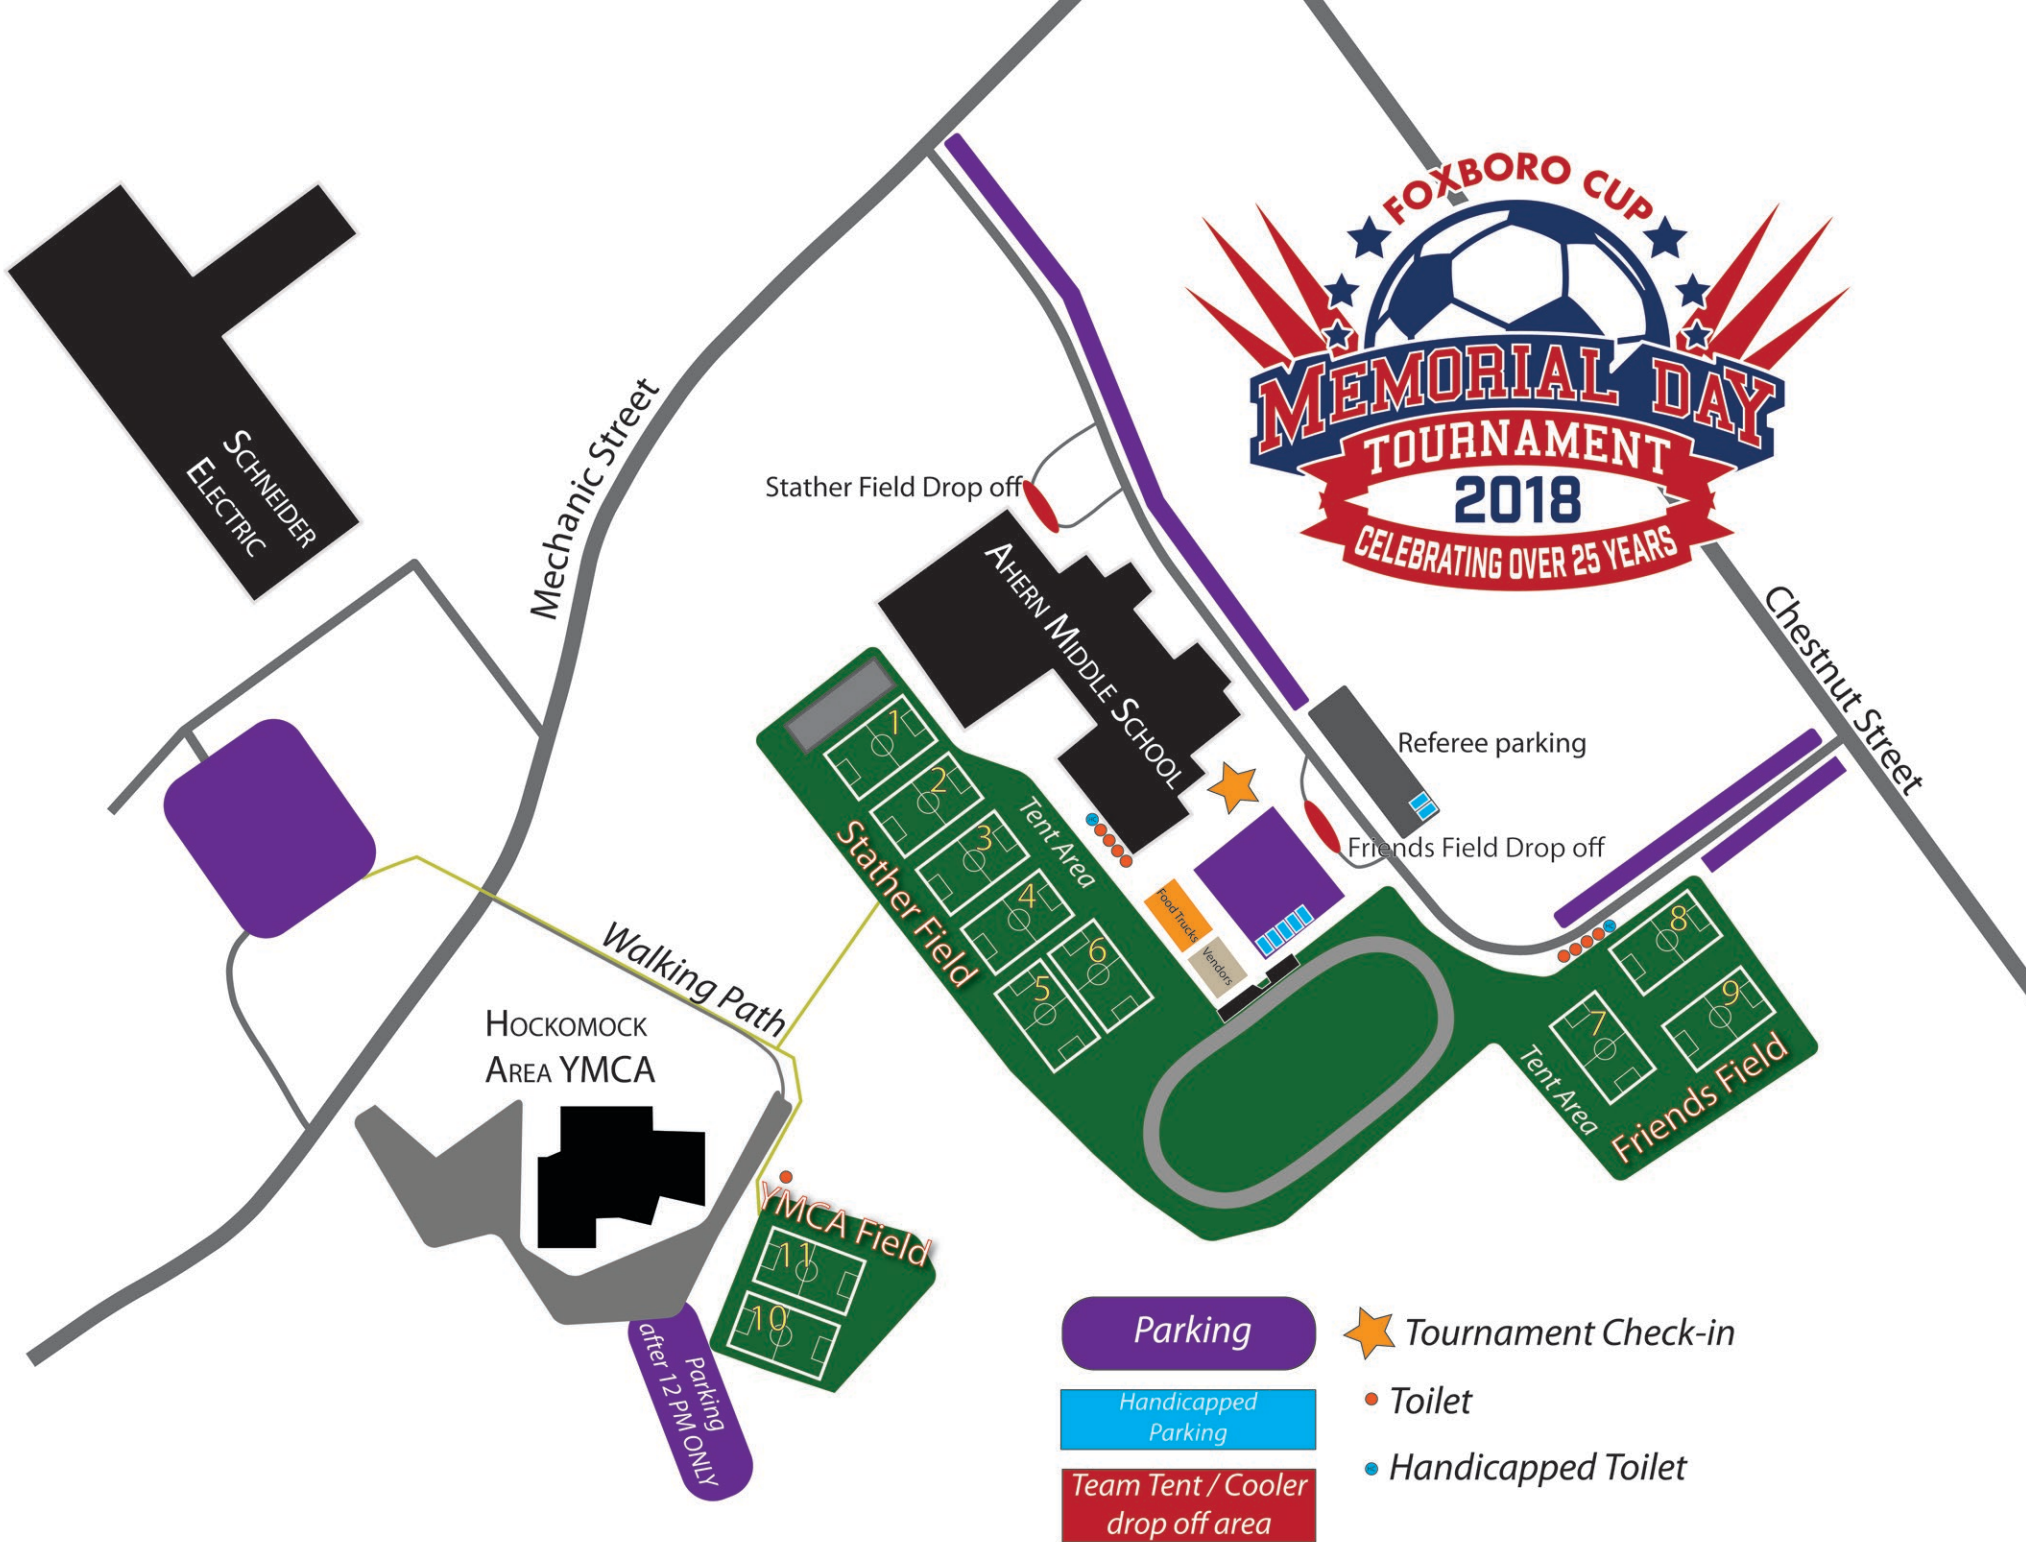 FOXBORO CUP
MEMORIAL DAY
TOURNAMENT
2018
CELEBRATING OVER 25 YEARS
SCHNEIDER
ELECTRIC
Mechanic Street
Stather Field Drop off
AHERN MIDDLE SCHOOL
Chestnut Street
Referee parking
Friends Field Drop off
1
2
3
4
6
5
Tent Area
Stather Field
Food Trucks
Vendors
8
9
7
Tent Area
Friends Field
Walking Path
HOCKOMOCK
AREA YMCA
YMCA Field
11
10
Parking
after 12 PM ONLY
Parking
Handicapped
Parking
Team Tent / Cooler
drop off area
Tournament Check-in
Toilet
Handicapped Toilet